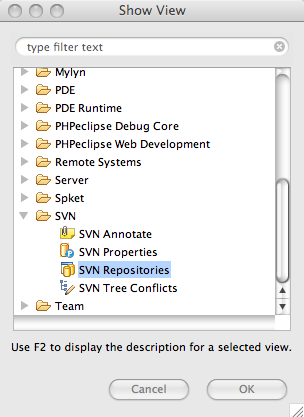 Show View
type filter text
Mylyn
PDE
PDE Runtime
PHPeclipse Debug Core
PHPeclipse Web Development
Remote Systems
Server
Spket
SVN
SVN Annotate
SVN Properties
SVN Repositories
SVN Tree Conflicts
Team
Use F2 to display the description for a selected view.
Cancel
OK